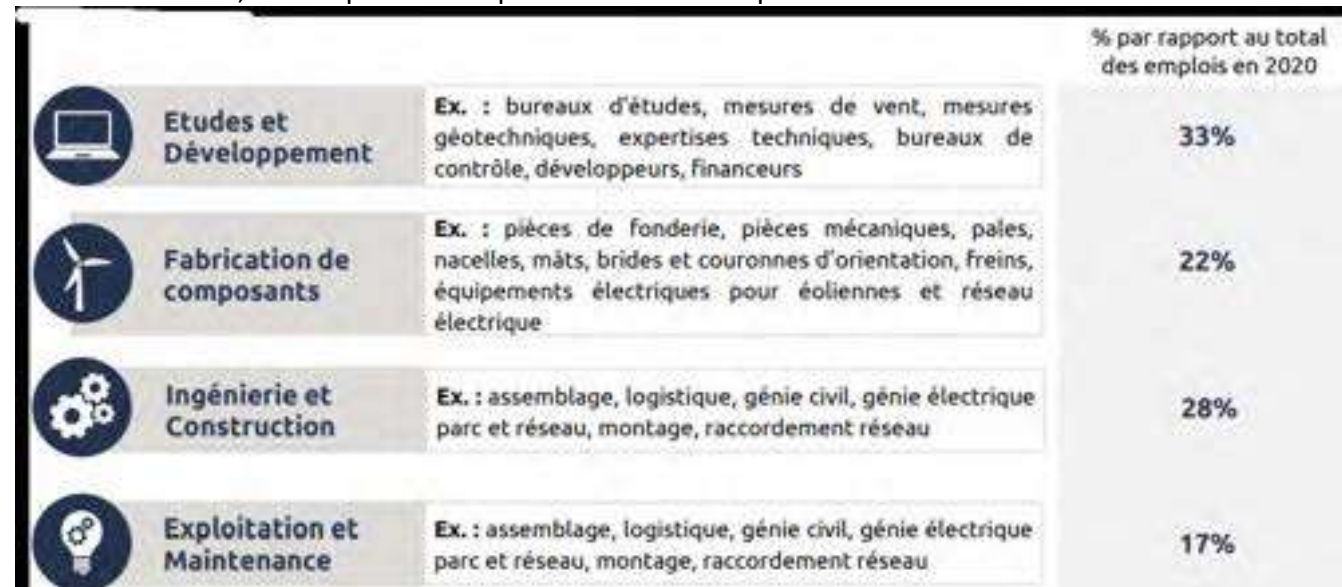 % par rapport au total
des emplois en 2020
Etudes et
Développement
Ex. : bureaux d'études, mesures de vent, mesures
géotechniques, expertises techniques, bureaux de
contrôle, développeurs, financeurs
33%
Fabrication de
composants
Ex. : pièces de fonderie, pièces mécaniques, pales,
nacelles, mâts, brides et couronnes d'orientation, freins,
équipements électriques pour éoliennes et réseau
électrique
22%
Ingénierie et
Construction
Ex. : assemblage, logistique, génie civil, génie électrique
parc et réseau, montage, raccordement réseau
28%
Exploitation et
Maintenance
Ex. : assemblage, logistique, génie civil, génie électrique
parc et réseau, montage, raccordement réseau
17%